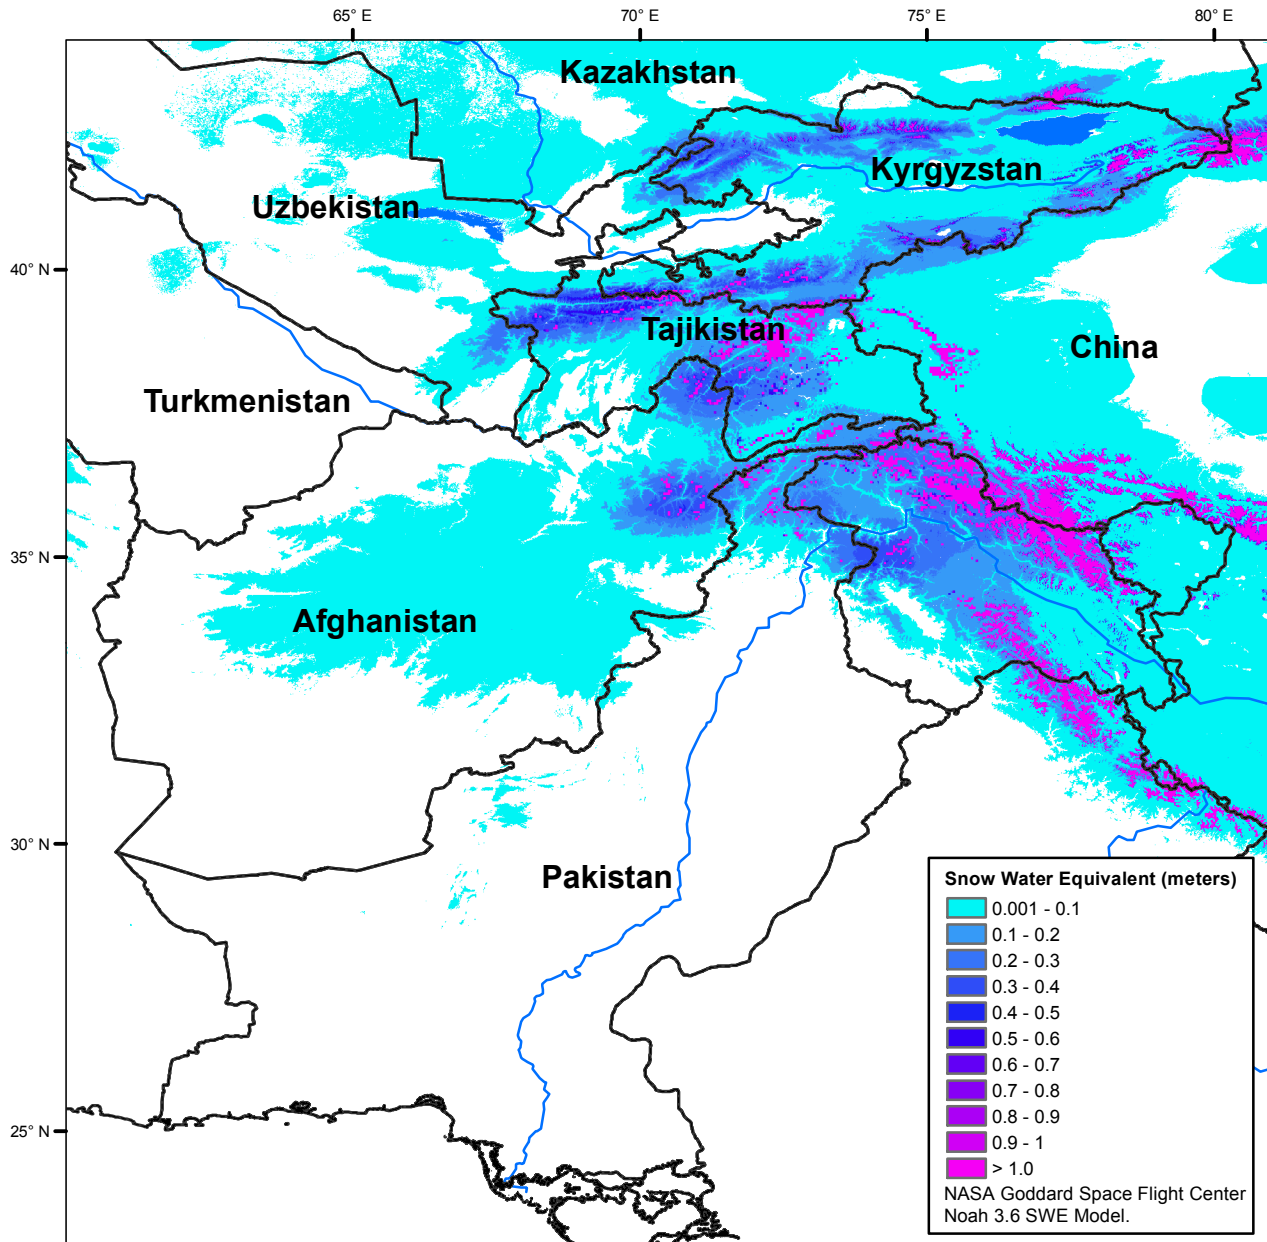 65° E
70° E
75° E
80° E
Kazakhstan
Kyrgyzstan
Uzbekistan
40° N
Tajikistan
China
Turkmenistan
35° N
Afghanistan
30° N
Pakistan
25° N
Snow Water Equivalent (meters)
0.001 - 0.1
0.1 - 0.2
0.2 - 0.3
0.3 - 0.4
0.4 - 0.5
0.5 - 0.6
0.6 - 0.7
0.7 - 0.8
0.8 - 0.9
0.9 - 1
> 1.0
NASA Goddard Space Flight Center
Noah 3.6 SWE Model.